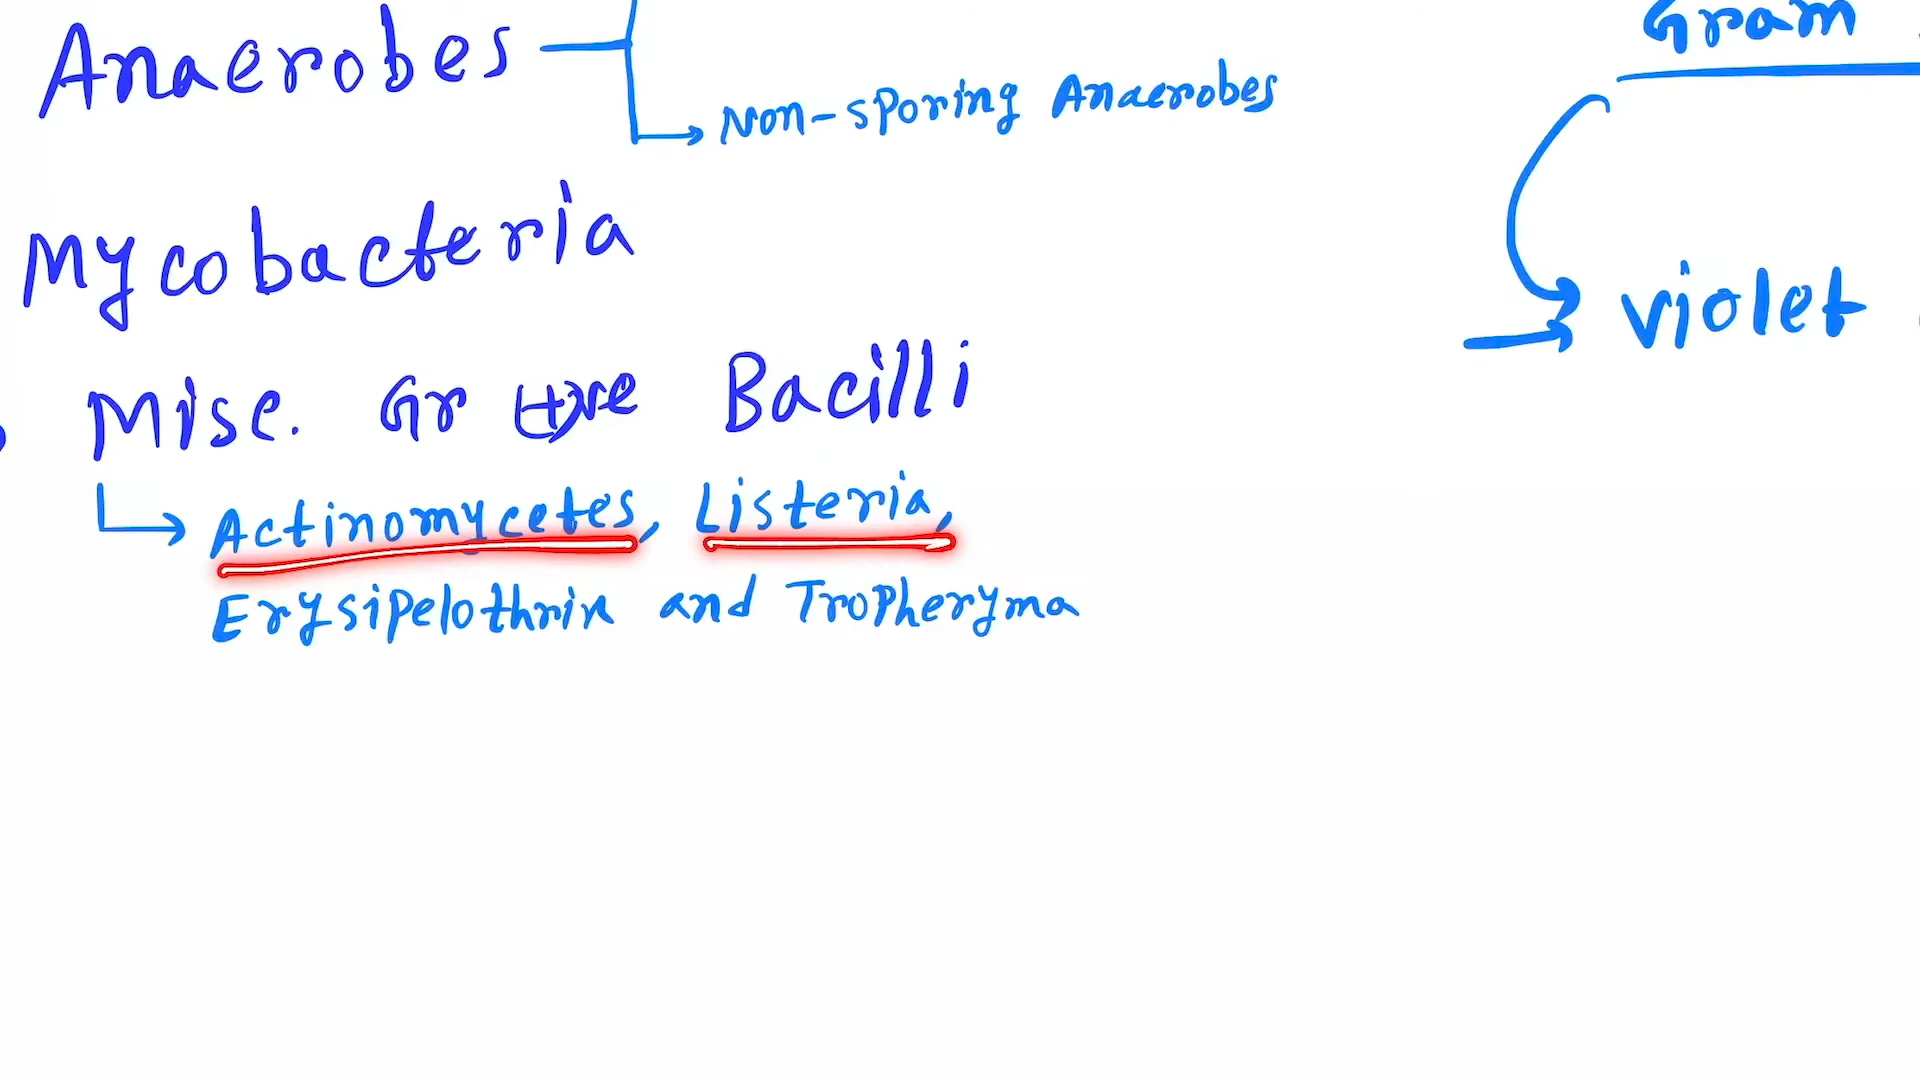 Anaerobes
Non-sporing Anaerobes
Mycobacteria
Misc. Gr (+)ve Bacilli
Actinomycetes, Listeria,
Erysipelothrix and Tropheryma
Gram
violet